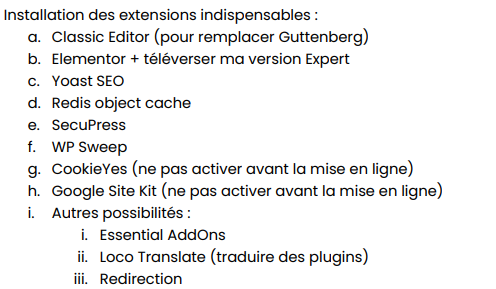 Installation des extensions indispensables :
a. Classic Editor (pour remplacer Guttenberg)
b. Elementor + téléverser ma version Expert
c. Yoast SEO
d. Redis object cache
e. SecuPress
f. WP Sweep
g. CookieYes (ne pas activer avant la mise en ligne)
h. Google Site Kit (ne pas activer avant la mise en ligne)
i. Autres possibilités :
i. Essential AddOns
ii. Loco Translate (traduire des plugins)
iii. Redirection